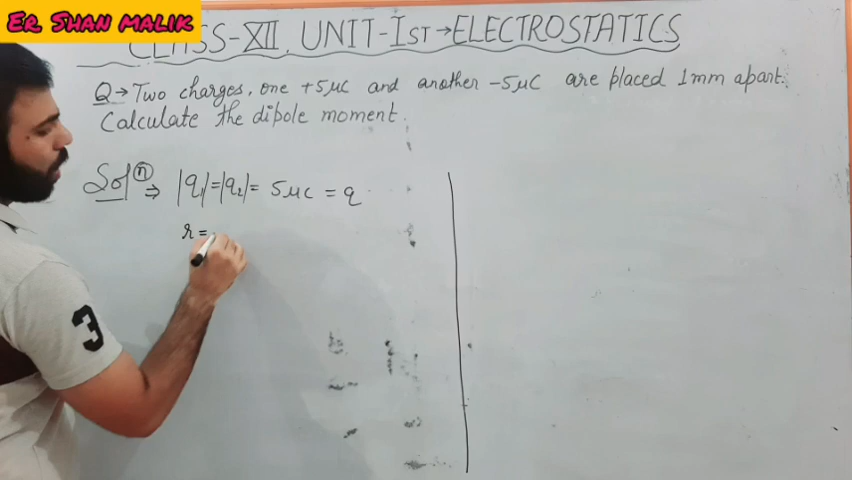 Er. Shan malik
CLASS-XII, UNIT-Ist→ELECTROSTATICS
Q→Two charges, one +5μc and another -5μC are placed 1mm apart.
Calculate the dipole moment.
Solⁿ⇒ |q₁|=|q₂|= 5μc = q
r=
3